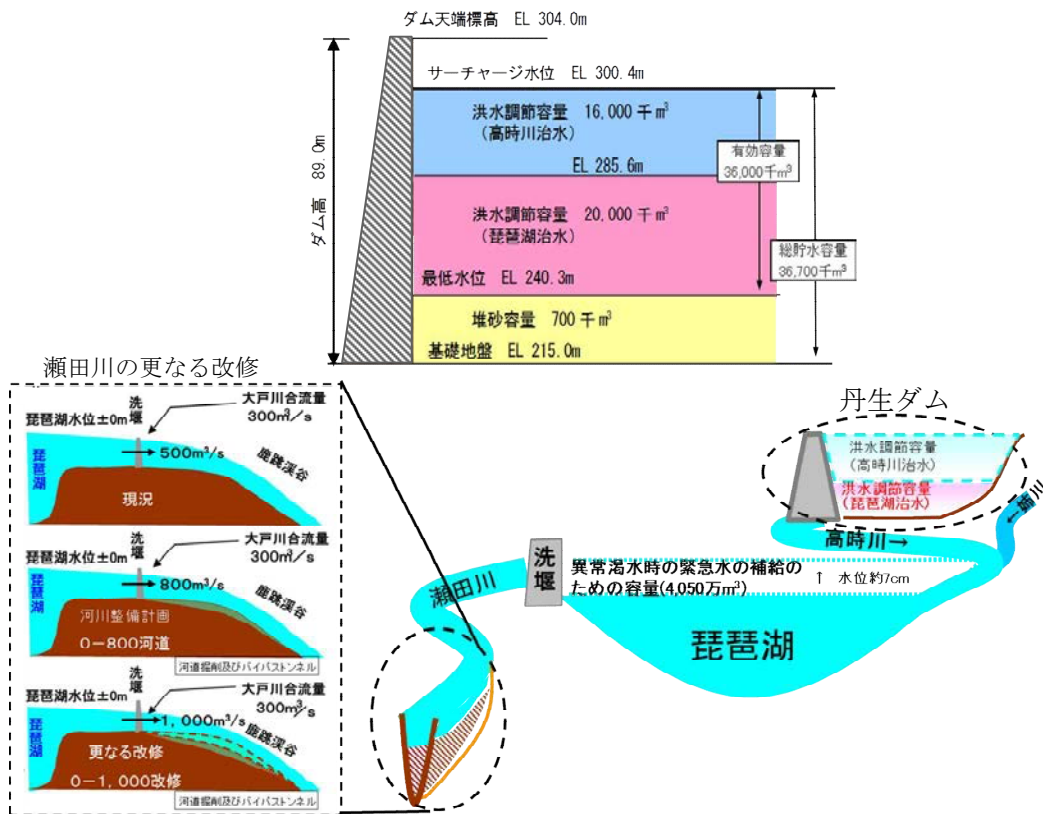 ダム天端標高 EL 304.0m
サーチャージ水位 EL 300.4m
洪水調節容量 16,000 千㎥
(高時川治水)
EL 285.6m
有効容量
36,000千㎥
ダム高 89.0m
洪水調節容量 20,000 千㎥
(琵琶湖治水)
総貯水容量
36,700千㎥
最低水位 EL 240.3m
堆砂容量 700 千㎥
基礎地盤 EL 215.0m
瀬田川の更なる改修
琵琶湖水位±0m
洗堰
大戸川合流量
300㎥/s
500㎥/s
鹿跳渓谷
琵琶湖
現況
琵琶湖水位±0m
洗堰
大戸川合流量
300㎥/s
800㎥/s
鹿跳渓谷
琵琶湖
河川整備計画
0-800河道
河道掘削及びバイパストンネル
琵琶湖水位±0m
洗堰
大戸川合流量
300㎥/s
1,000㎥/s
鹿跳渓谷
琵琶湖
更なる改修
0-1,000改修
河道掘削及びバイパストンネル
丹生ダム
洪水調節容量
(高時川治水)
洪水調節容量
(琵琶湖治水)
←姉川
高時川→
洗堰
瀬田川
異常渇水時の緊急水の補給の
ための容量(4,050万㎥)
↑ 水位約7cm
琵琶湖